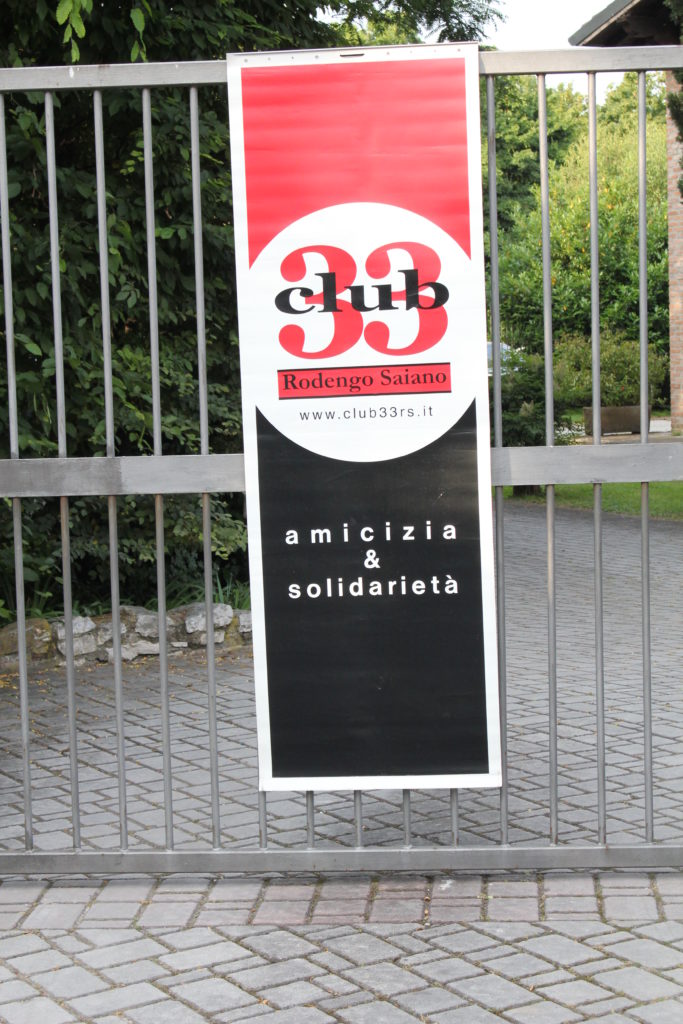 33
club
Rodengo Saiano
www.club33rs.it
amicizia
&
solidarietà